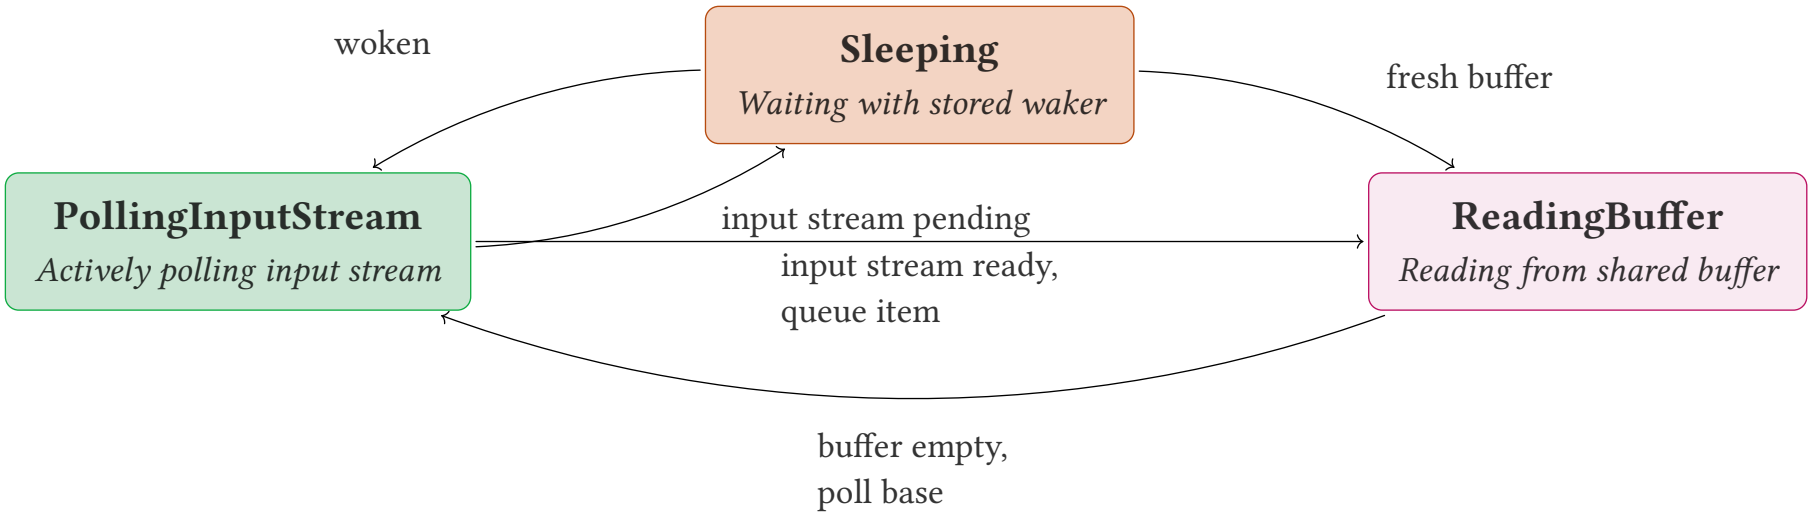 woken
Sleeping
Waiting with stored waker
fresh buffer
PollingInputStream
Actively polling input stream
input stream pending
input stream ready,
queue item
ReadingBuffer
Reading from shared buffer
buffer empty,
poll base